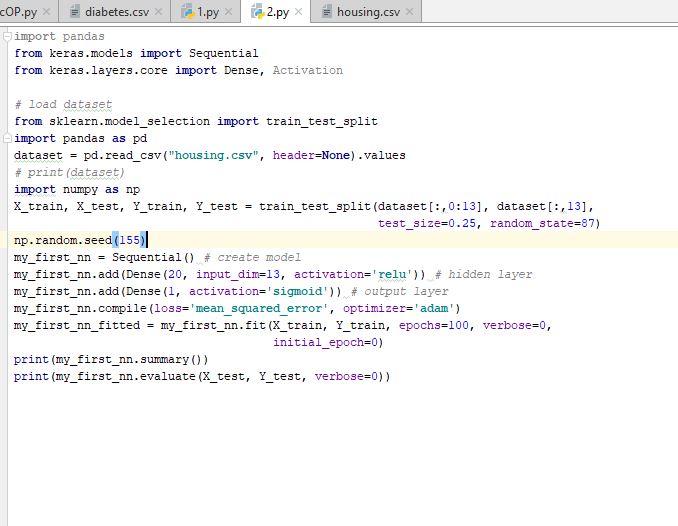 cOP.py diabetes.csv 1.py 2.py housing.csv
import pandas
from keras.models import Sequential
from keras.layers.core import Dense, Activation
# load dataset
from sklearn.model_selection import train_test_split
import pandas as pd
dataset = pd.read_csv("housing.csv", header=None).values
# print(dataset)
import numpy as np
X_train, X_test, Y_train, Y_test = train_test_split(dataset[:,0:13], dataset[:,13],
test_size=0.25, random_state=87)
np.random.seed(155)
my_first_nn = Sequential() # create model
my_first_nn.add(Dense(20, input_dim=13, activation='relu')) # hidden layer
my_first_nn.add(Dense(1, activation='sigmoid')) # output layer
my_first_nn.compile(loss='mean_squared_error', optimizer='adam')
my_first_nn_fitted = my_first_nn.fit(X_train, Y_train, epochs=100, verbose=0,
initial_epoch=0)
print(my_first_nn.summary())
print(my_first_nn.evaluate(X_test, Y_test, verbose=0))